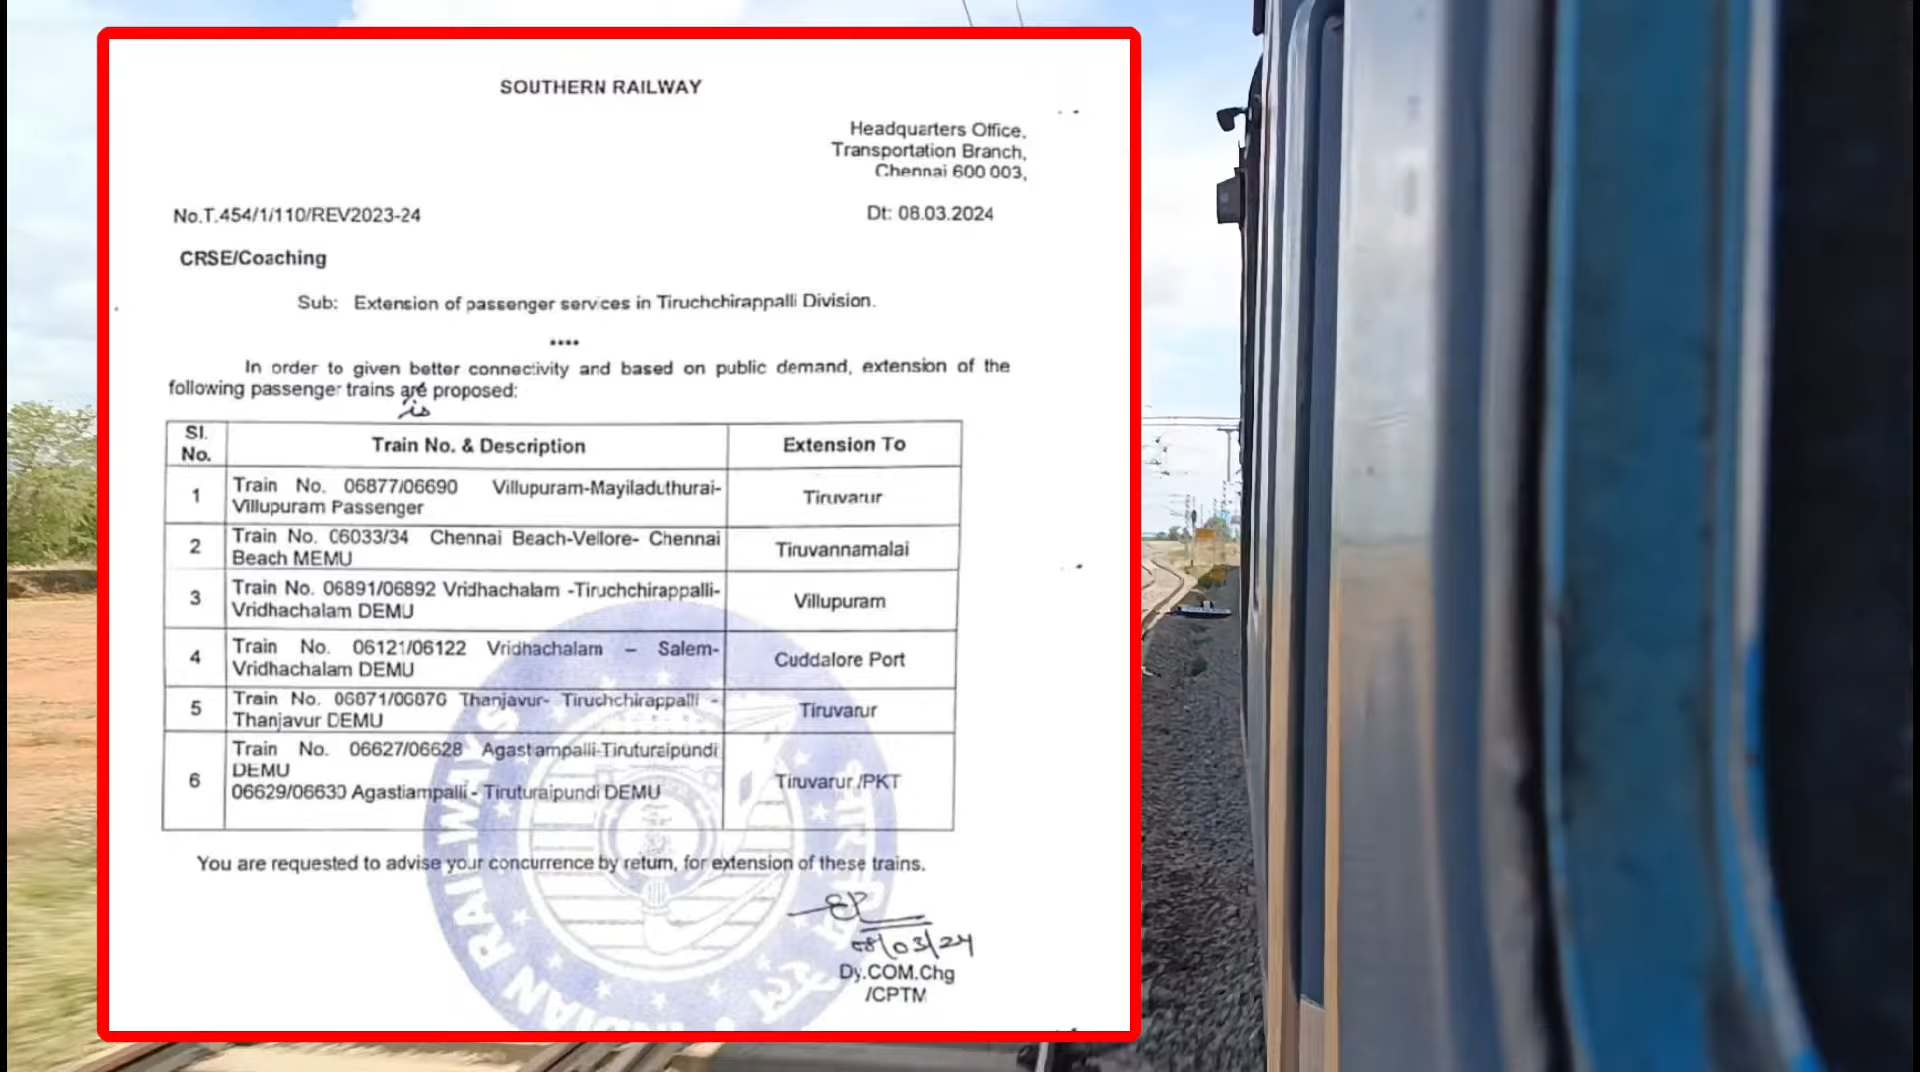 SOUTHERN RAILWAY
Headquarters Office,
Transportation Branch,
Chennai 600 003,
No.T.454/1/110/REV2023-24
Dt: 08.03.2024
CRSE/Coaching
Sub: Extension of passenger services in Tiruchchirappalli Division.
****
In order to given better connectivity and based on public demand, extension of the
following passenger trains are proposed:
is
Sl. No. Train No. & Description Extension To
1 Train No. 06877/06690 Villupuram-Mayiladuthurai-
Villupuram Passenger Tiruvarur
2 Train No. 06033/34 Chennai Beach-Vellore- Chennai
Beach MEMU Tiruvannamalai
3 Train No. 06891/06892 Vridhachalam -Tiruchchirappalli-
Vridhachalam DEMU Villupuram
4 Train No. 06121/06122 Vridhachalam – Salem-
Vridhachalam DEMU Cuddalore Port
5 Train No. 06871/06876 Thanjavur- Tiruchchirappalli -
Thanjavur DEMU Tiruvarur
6 Train No. 06627/06628 Agastampalli-Tiruturaipundi
DEMU
06629/06630 Agastiampalli - Tiruturaipundi DEMU Tiruvarur /PKT
You are requested to advise your concurrence by return, for extension of these trains.
08/03/24
Dy.COM.Chg
/CPTM
INDIAN RAILWAYS